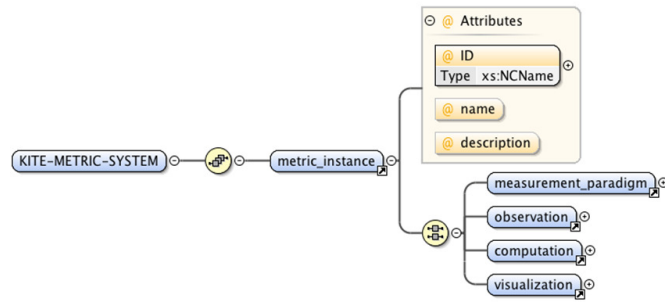 @ Attributes
@ ID
Type xs:NCName
@ name
@ description
KITE-METRIC-SYSTEM
metric_instance
measurement_paradigm
observation
computation
visualization